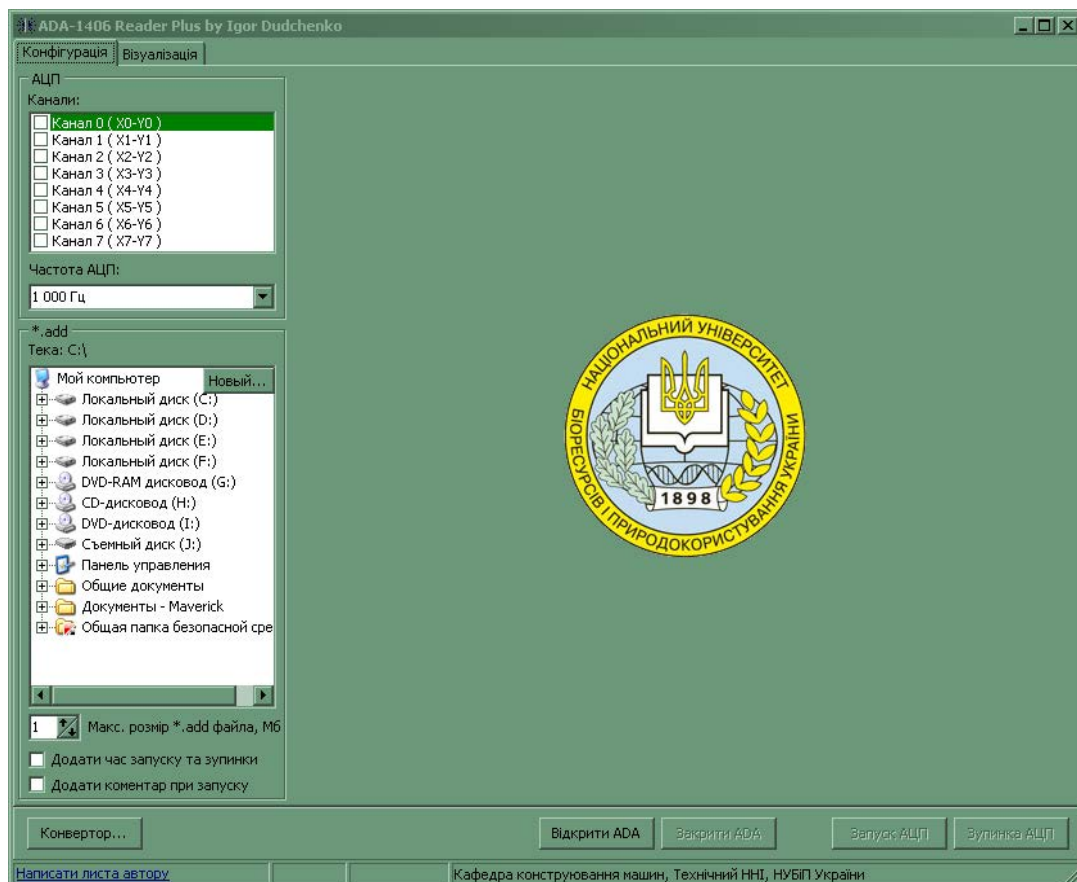 ADA-1406 Reader Plus by Igor Dudchenko
Конфігурація
Візуалізація
АЦП
Канали:
Канал 0 ( X0-Y0 )
Канал 1 ( X1-Y1 )
Канал 2 ( X2-Y2 )
Канал 3 ( X3-Y3 )
Канал 4 ( X4-Y4 )
Канал 5 ( X5-Y5 )
Канал 6 ( X6-Y6 )
Канал 7 ( X7-Y7 )
Частота АЦП:
1 000 Гц
*.add
Тека: C:\
Мой компьютер
Новый...
Локальный диск (C:)
Локальный диск (D:)
Локальный диск (E:)
Локальный диск (F:)
DVD-RAM дисковод (G:)
CD-дисковод (H:)
DVD-дисковод (I:)
Съемный диск (J:)
Панель управления
Общие документы
Документы - Maverick
Общая папка безопасной сре
1 Макс. розмір *.add файла, Мб
Додати час запуску та зупинки
Додати коментар при запуску
НАЦІОНАЛЬНИЙ УНІВЕРСИТЕТ
БІОРЕСУРСІВ І ПРИРОДОКОРИСТУВАННЯ УКРАЇНИ
1898
Конвертор...
Відкрити ADA
Закрити ADA
Запуск АЦП
Зупинка АЦП
Написати листа автору
Кафедра конструювання машин, Технічний ННІ, НУБіП України